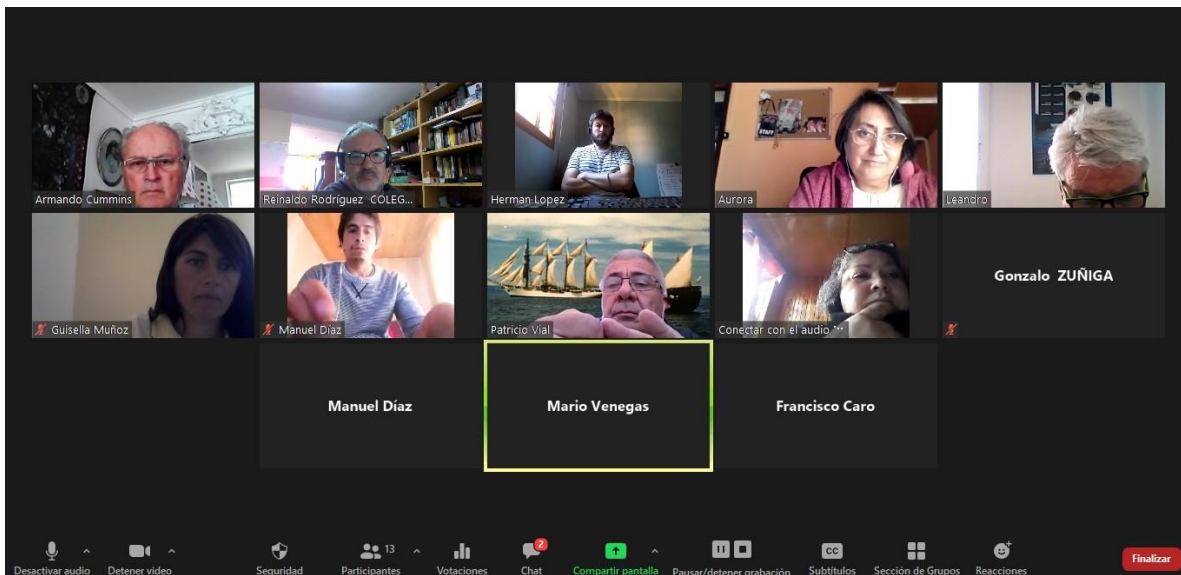 Armando Cummins
Reinaldo Rodríguez COLEG...
Herman Lopez
STAFF
Aurora
Leandro
Guisella Muñoz
Manuel Díaz
Patricio Vial
Conectar con el audio ...
Gonzalo ZUÑIGA
Manuel Díaz
Mario Venegas
Francisco Caro
Desactivar audio
Detener video
Seguridad
13
Participantes
Votaciones
2
Chat
Compartir pantalla
Pausar/detener grabación
CC
Subtítulos
Sección de Grupos
Reacciones
Finalizar